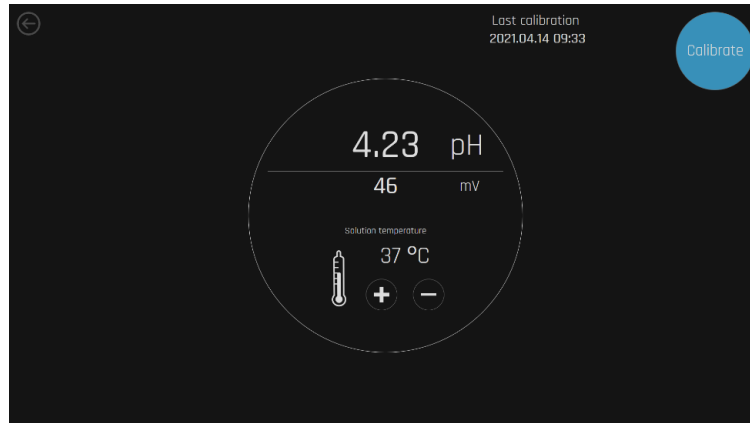 Last calibration
2021.04.14 09:33
Calibrate
4.23 pH
46 mV
Solution temperature
37 °C